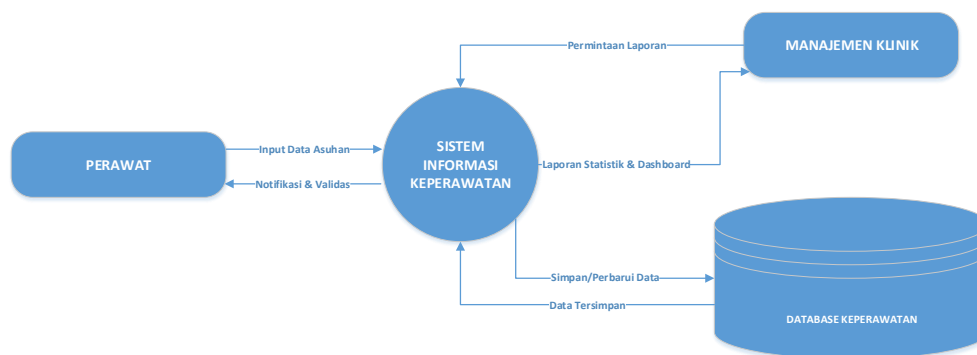 Permintaan Laporan
MANAJEMEN KLINIK
PERAWAT
Input Data Asuhan
Notifikasi & Validas
SISTEM
INFORMASI
KEPERAWATAN
Laporan Statistik & Dashboard
Simpan/Perbarui Data
Data Tersimpan
DATABASE KEPERAWATAN